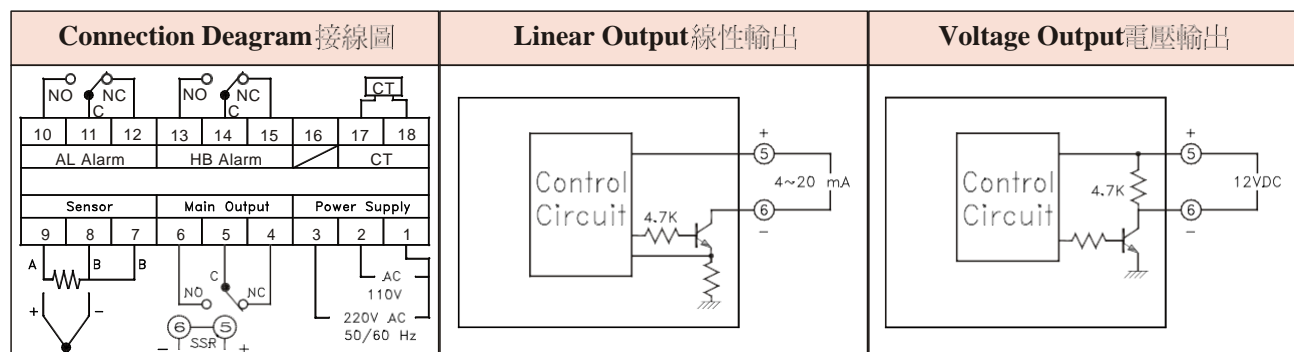 Connection Deagram接線圖
Linear Output線性輸出
Voltage Output電壓輸出
NO NC NO NC CT
C C
10 11 12 13 14 15 16 17 18
AL Alarm HB Alarm CT
Sensor Main Output Power Supply
9 8 7 6 5 4 3 2 1
A B B
C
NO NC
AC
110V
220V AC
50/60 Hz
+ −
6 5
− SSR +
Control
Circuit
4.7K
+
5
4~20 mA
6
−
Control
Circuit
4.7K
+
5
12VDC
6
−